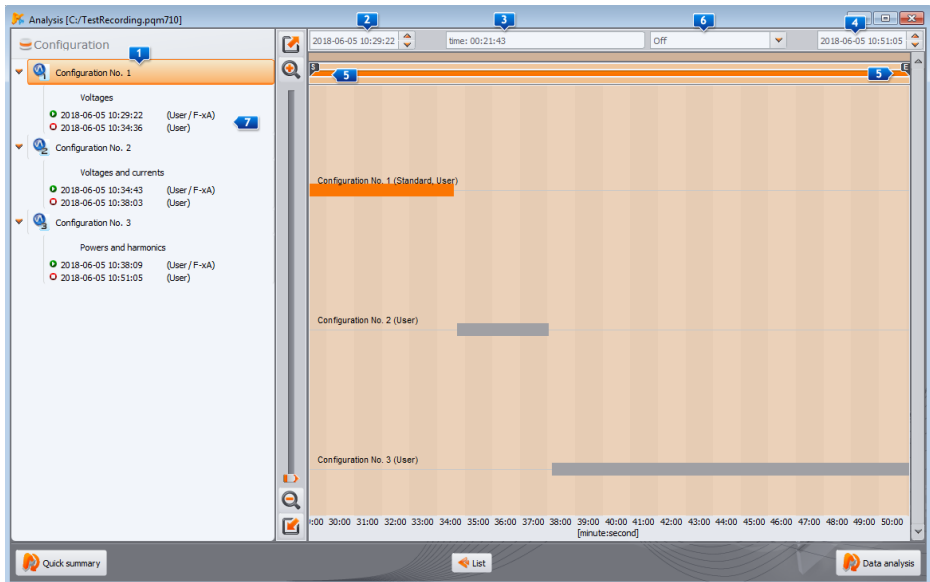 Analysis [C:/TestRecording.pqm710]
2
3
6
4
Configuration
2018-06-05 10:29:22
time: 00:21:43
Off
2018-06-05 10:51:05
1
Configuration No. 1
S
5
5
E
Voltages
2018-06-05 10:29:22 (User / F-xA)
2018-06-05 10:34:36 (User)
7
Configuration No. 2
Voltages and currents
2018-06-05 10:34:43 (User / F-xA)
2018-06-05 10:38:03 (User)
Configuration No. 3
Powers and harmonics
2018-06-05 10:38:09 (User / F-xA)
2018-06-05 10:51:05 (User)
Configuration No. 1 (Standard, User)
Configuration No. 2 (User)
Configuration No. 3 (User)
:00 30:00 31:00 32:00 33:00 34:00 35:00 36:00 37:00 38:00 39:00 40:00 41:00 42:00 43:00 44:00 45:00 46:00 47:00 48:00 49:00 50:00
[minute:second]
Quick summary
List
Data analysis